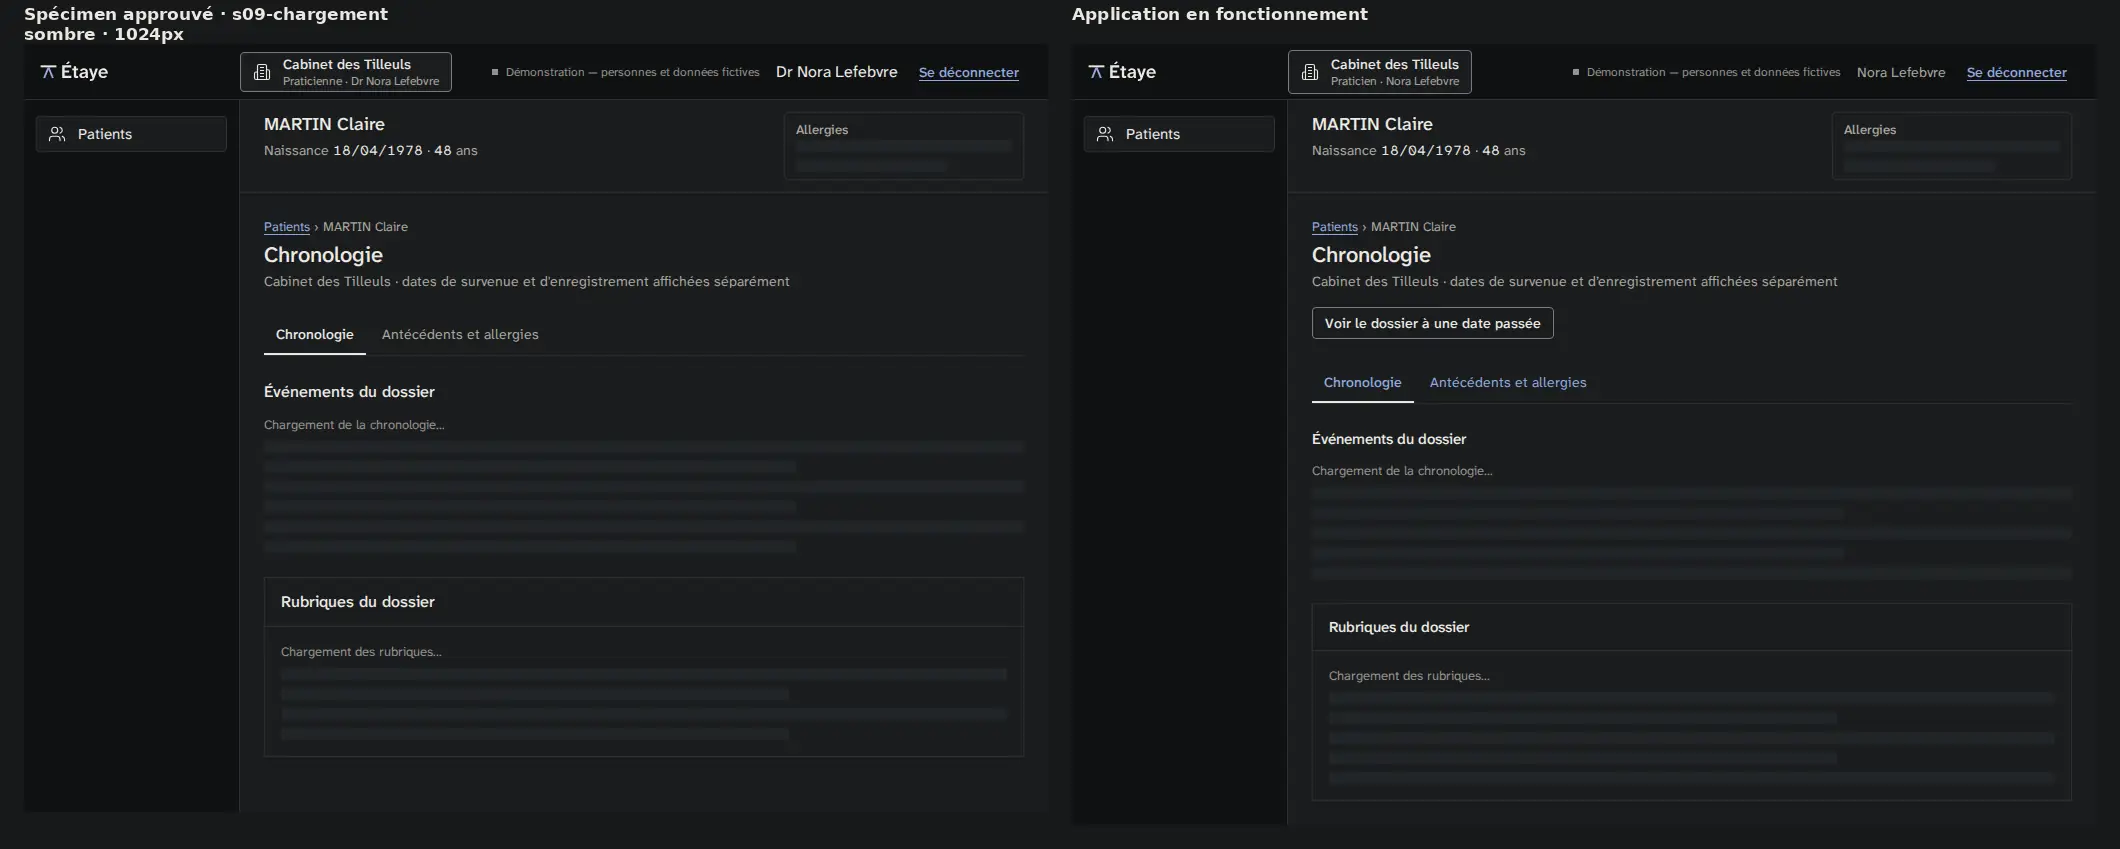 Spécimen approuvé · s09-chargement
sombre · 1024px
Étaye
Cabinet des Tilleuls
Praticienne · Dr Nora Lefebvre
Démonstration — personnes et données fictives
Dr Nora Lefebvre
Se déconnecter
Patients
MARTIN Claire
Naissance 18/04/1978 · 48 ans
Allergies
Patients › MARTIN Claire
Chronologie
Cabinet des Tilleuls · dates de survenue et d'enregistrement affichées séparément
Chronologie
Antécédents et allergies
Événements du dossier
Chargement de la chronologie…
Rubriques du dossier
Chargement des rubriques…
Application en fonctionnement
Étaye
Cabinet des Tilleuls
Praticien · Nora Lefebvre
Démonstration — personnes et données fictives
Nora Lefebvre
Se déconnecter
Patients
MARTIN Claire
Naissance 18/04/1978 · 48 ans
Allergies
Patients › MARTIN Claire
Chronologie
Cabinet des Tilleuls · dates de survenue et d'enregistrement affichées séparément
Voir le dossier à une date passée
Chronologie
Antécédents et allergies
Événements du dossier
Chargement de la chronologie…
Rubriques du dossier
Chargement des rubriques…